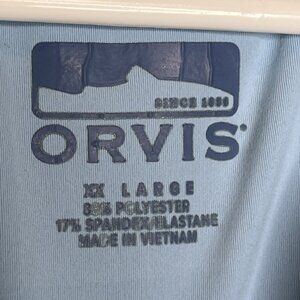 SINCE 1856
ORVIS®
XX LARGE
83% POLYESTER
17% SPANDEX/ELASTANE
MADE IN VIETNAM